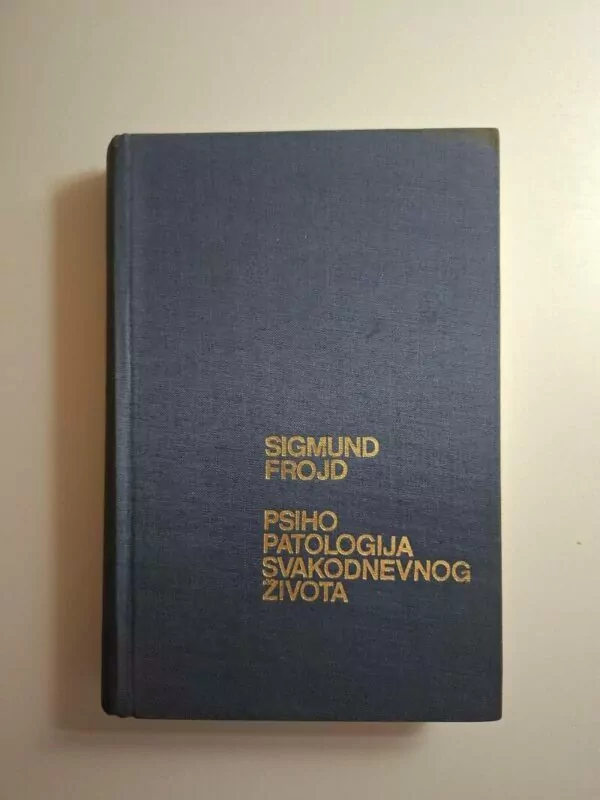 SIGMUND
FROJD
PSIHO
PATOLOGIJA
SVAKODNEVNOG
ŽIVOTA